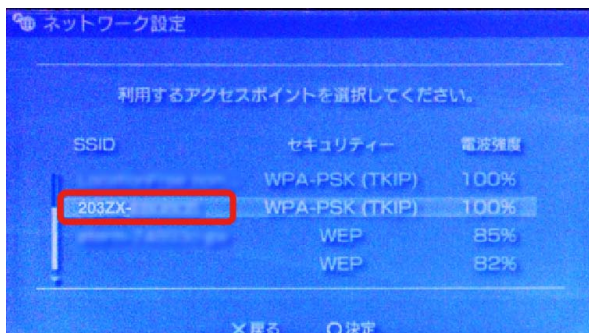 ネットワーク設定
利用するアクセスポイントを選択してください。
SSID セキュリティー 電波強度
WPA-PSK (TKIP) 100%
203ZX- WPA-PSK (TKIP) 100%
WEP 85%
WEP 82%
×戻る ○決定